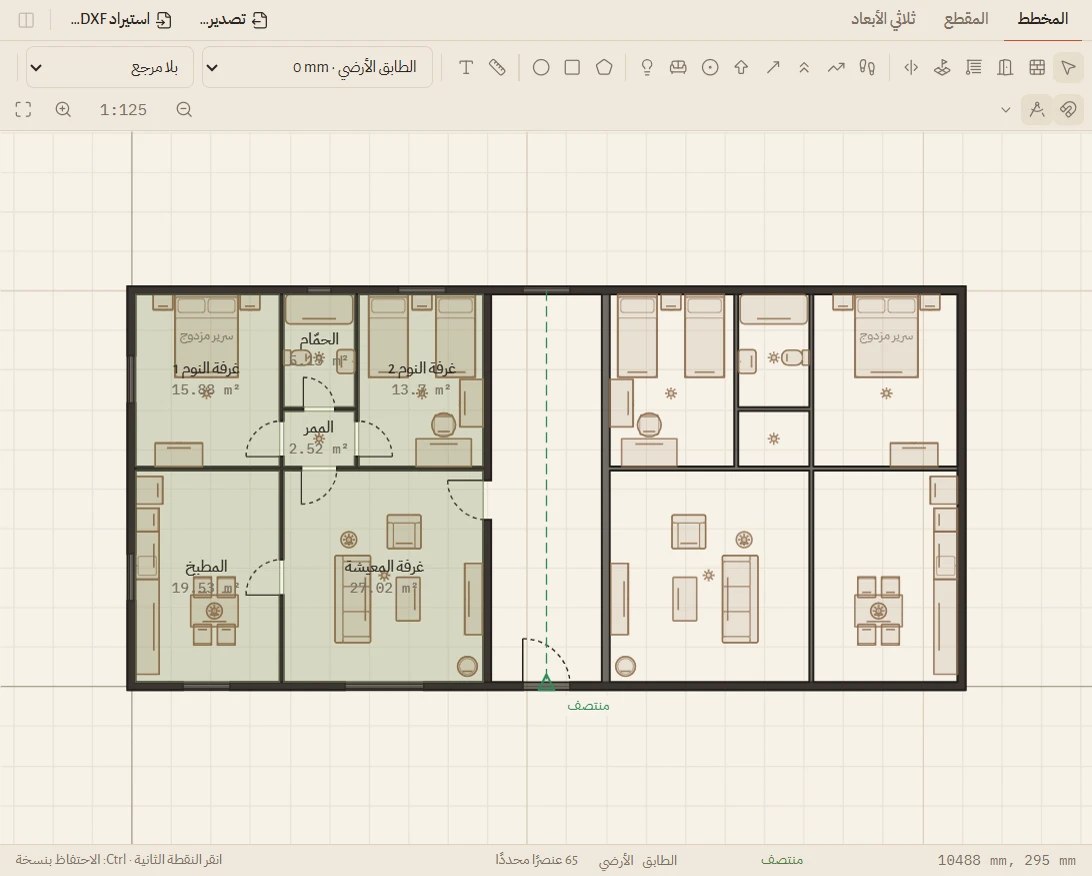 المخطط
المقطع
ثلاثي الأبعاد
تصدير...
استيراد DXF...
الطابق الأرضي · 0 mm
بلا مرجع
1:125
سرير مزدوج
غرفة النوم 1
15.88 m²
الحمّام
m²
غرفة النوم 2
m²
الممر
2.52 m²
سرير مزدوج
المطبخ
19.53 m²
غرفة المعيشة
27.02 m²
منتصف
10488 mm, 295 mm
منتصف
الطابق الأرضي
65 عنصرًا محددًا
انقر النقطة الثانية · Ctrl: الاحتفاظ بنسخة